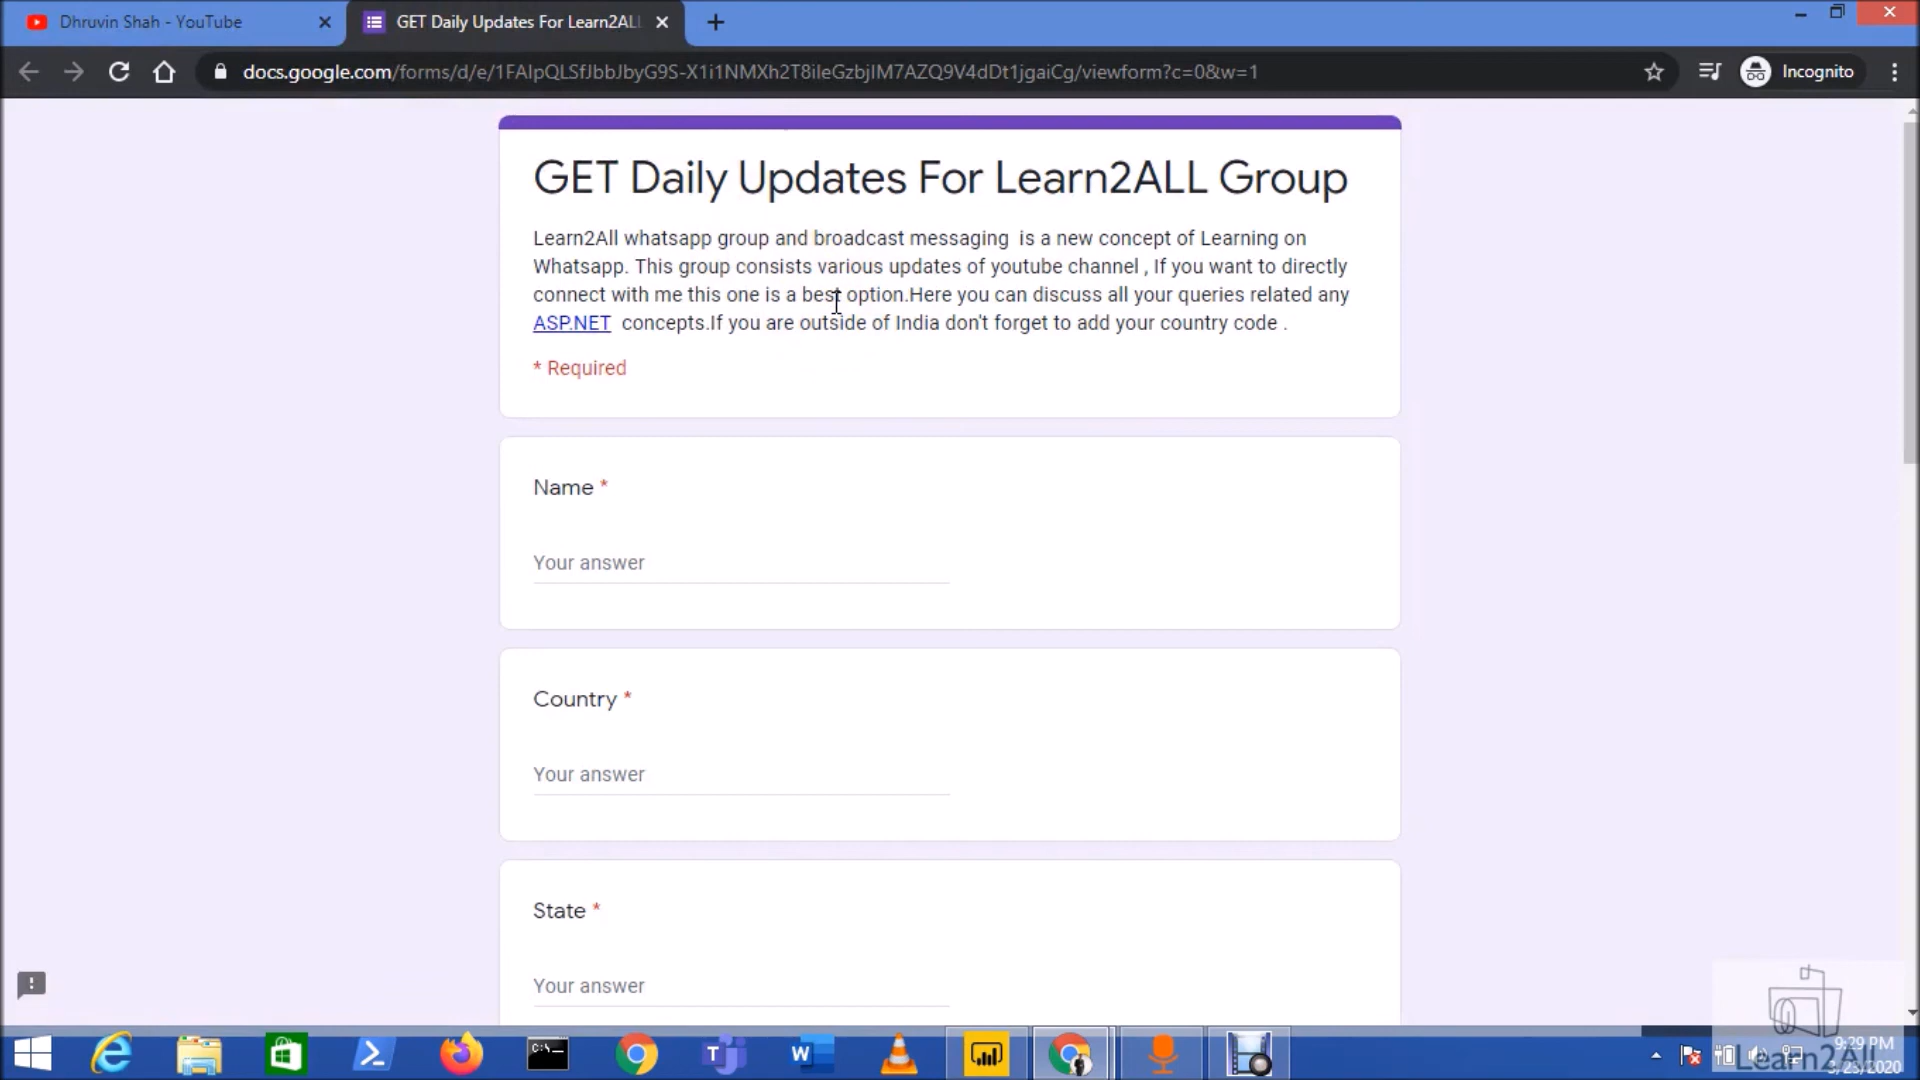 Dhruvin Shah - YouTube
GET Daily Updates For Learn2AL
docs.google.com/forms/d/e/1FAIpQLSfJbbJbyG9S-X1i1NMXh2T8ileGzbjIM7AZQ9V4dDt1jgaiCg/viewform?c=0&w=1
Incognito
GET Daily Updates For Learn2ALL Group
Learn2All whatsapp group and broadcast messaging  is a new concept of Learning on
Whatsapp. This group consists various updates of youtube channel , If you want to directly
connect with me this one is a best option.Here you can discuss all your queries related any
ASP.NET  concepts.If you are outside of India don't forget to add your country code .
* Required
Name *
Your answer
Country *
Your answer
State *
Your answer
9:29 PM
Learn2All